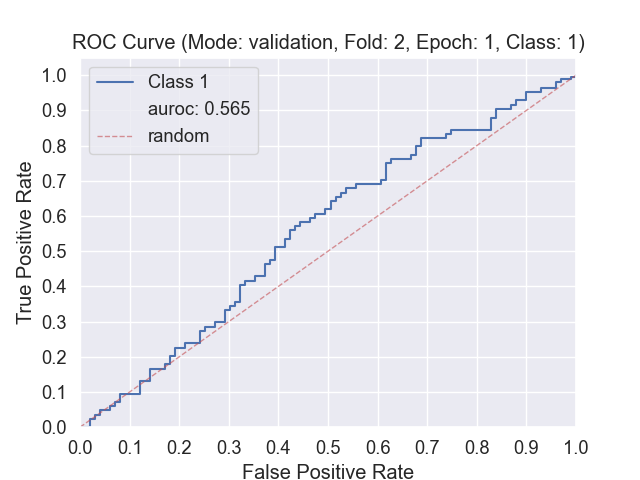 ROC Curve (Mode: validation, Fold: 2, Epoch: 1, Class: 1)
Class 1
auroc: 0.565
random
True Positive Rate
1.0
0.9
0.8
0.7
0.6
0.5
0.4
0.3
0.2
0.1
0.0
0.0 0.1 0.2 0.3 0.4 0.5 0.6 0.7 0.8 0.9 1.0
False Positive Rate